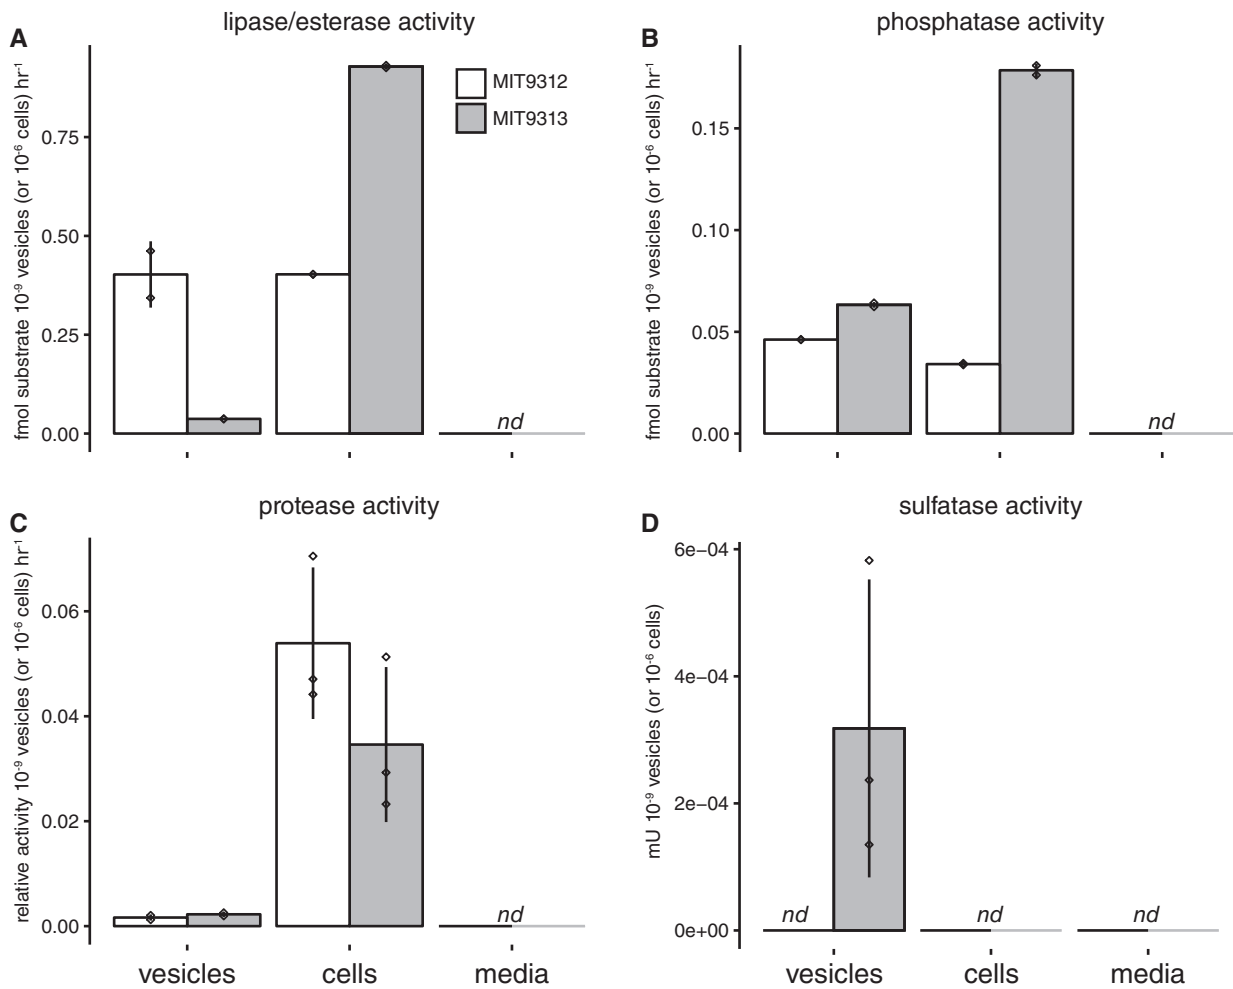 A
lipase/esterase activity
fmol substrate 10⁻⁹ vesicles (or 10⁻⁶ cells) hr⁻¹
0.75
0.50
0.25
0.00
MIT9312
MIT9313
nd
B
phosphatase activity
fmol substrate 10⁻⁹ vesicles (or 10⁻⁶ cells) hr⁻¹
0.15
0.10
0.05
0.00
nd
C
protease activity
relative activity 10⁻⁹ vesicles (or 10⁻⁶ cells) hr⁻¹
0.06
0.04
0.02
0.00
nd
vesicles cells media
D
sulfatase activity
mU 10⁻⁹ vesicles (or 10⁻⁶ cells)
6e−04
4e−04
2e−04
0e+00
nd nd nd
vesicles cells media